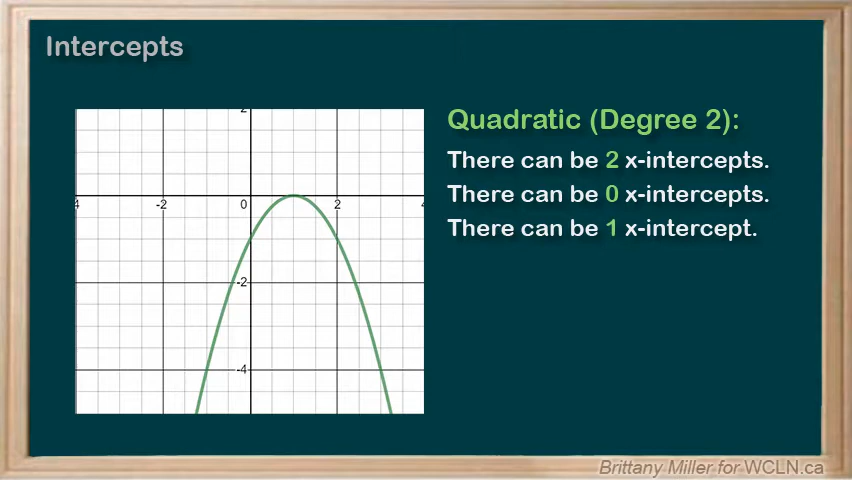 Intercepts
Quadratic (Degree 2):
There can be 2 x-intercepts.
There can be 0 x-intercepts.
There can be 1 x-intercept.
2
4 -2 0 2 4
-2
-4
Brittany Miller for WCLN.ca